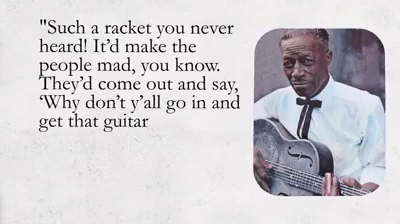 "Such a racket you never
heard! It’d make the
people mad, you know.
They’d come out and say,
‘Why don’t y’all go in and
get that guitar